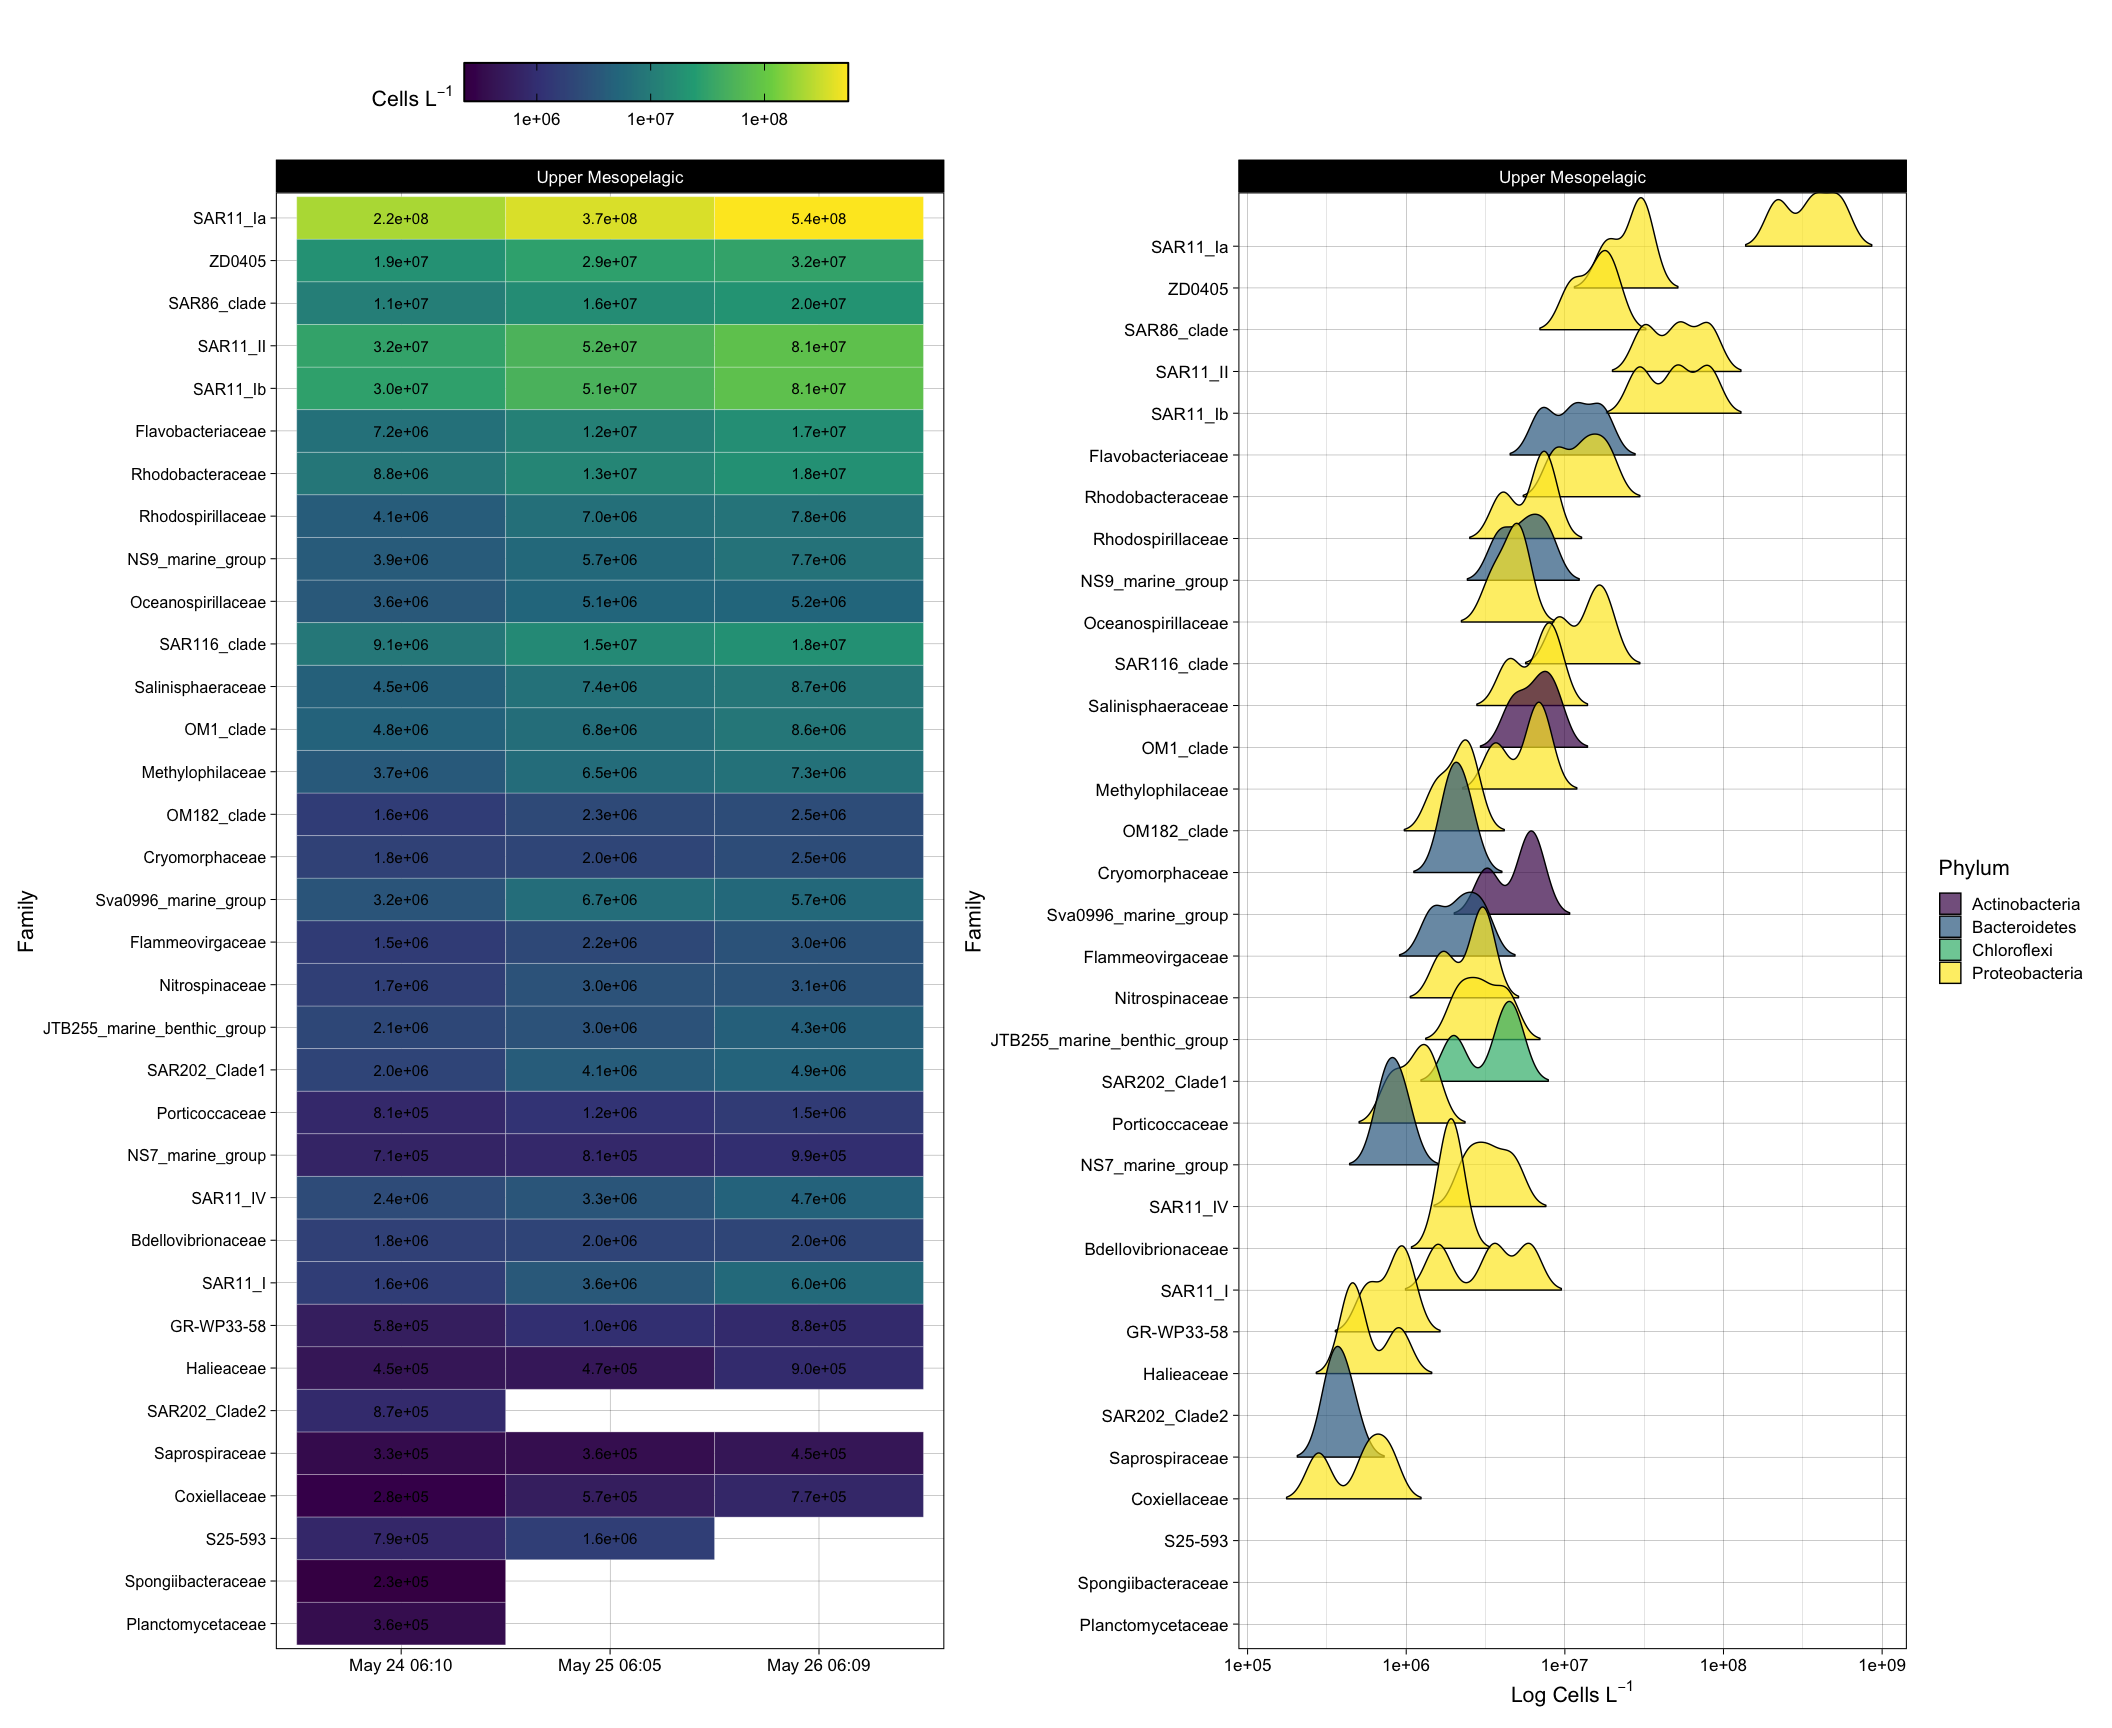 Cells L−1
1e+06 1e+07 1e+08
Upper Mesopelagic
Family
SAR11_Ia 2.2e+08 3.7e+08 5.4e+08
ZD0405 1.9e+07 2.9e+07 3.2e+07
SAR86_clade 1.1e+07 1.6e+07 2.0e+07
SAR11_II 3.2e+07 5.2e+07 8.1e+07
SAR11_Ib 3.0e+07 5.1e+07 8.1e+07
Flavobacteriaceae 7.2e+06 1.2e+07 1.7e+07
Rhodobacteraceae 8.8e+06 1.3e+07 1.8e+07
Rhodospirillaceae 4.1e+06 7.0e+06 7.8e+06
NS9_marine_group 3.9e+06 5.7e+06 7.7e+06
Oceanospirillaceae 3.6e+06 5.1e+06 5.2e+06
SAR116_clade 9.1e+06 1.5e+07 1.8e+07
Salinisphaeraceae 4.5e+06 7.4e+06 8.7e+06
OM1_clade 4.8e+06 6.8e+06 8.6e+06
Methylophilaceae 3.7e+06 6.5e+06 7.3e+06
OM182_clade 1.6e+06 2.3e+06 2.5e+06
Cryomorphaceae 1.8e+06 2.0e+06 2.5e+06
Sva0996_marine_group 3.2e+06 6.7e+06 5.7e+06
Flammeovirgaceae 1.5e+06 2.2e+06 3.0e+06
Nitrospinaceae 1.7e+06 3.0e+06 3.1e+06
JTB255_marine_benthic_group 2.1e+06 3.0e+06 4.3e+06
SAR202_Clade1 2.0e+06 4.1e+06 4.9e+06
Porticoccaceae 8.1e+05 1.2e+06 1.5e+06
NS7_marine_group 7.1e+05 8.1e+05 9.9e+05
SAR11_IV 2.4e+06 3.3e+06 4.7e+06
Bdellovibrionaceae 1.8e+06 2.0e+06 2.0e+06
SAR11_I 1.6e+06 3.6e+06 6.0e+06
GR-WP33-58 5.8e+05 1.0e+06 8.8e+05
Halieaceae 4.5e+05 4.7e+05 9.0e+05
SAR202_Clade2 8.7e+05
Saprospiraceae 3.3e+05 3.6e+05 4.5e+05
Coxiellaceae 2.8e+05 5.7e+05 7.7e+05
S25-593 7.9e+05 1.6e+06
Spongiibacteraceae 2.3e+05
Planctomycetaceae 3.6e+05
May 24 06:10 May 25 06:05 May 26 06:09
Upper Mesopelagic
Family
SAR11_Ia
ZD0405
SAR86_clade
SAR11_II
SAR11_Ib
Flavobacteriaceae
Rhodobacteraceae
Rhodospirillaceae
NS9_marine_group
Oceanospirillaceae
SAR116_clade
Salinisphaeraceae
OM1_clade
Methylophilaceae
OM182_clade
Cryomorphaceae
Sva0996_marine_group
Flammeovirgaceae
Nitrospinaceae
JTB255_marine_benthic_group
SAR202_Clade1
Porticoccaceae
NS7_marine_group
SAR11_IV
Bdellovibrionaceae
SAR11_I
GR-WP33-58
Halieaceae
SAR202_Clade2
Saprospiraceae
Coxiellaceae
S25-593
Spongiibacteraceae
Planctomycetaceae
1e+05 1e+06 1e+07 1e+08 1e+09
Log Cells L−1
Phylum
Actinobacteria
Bacteroidetes
Chloroflexi
Proteobacteria